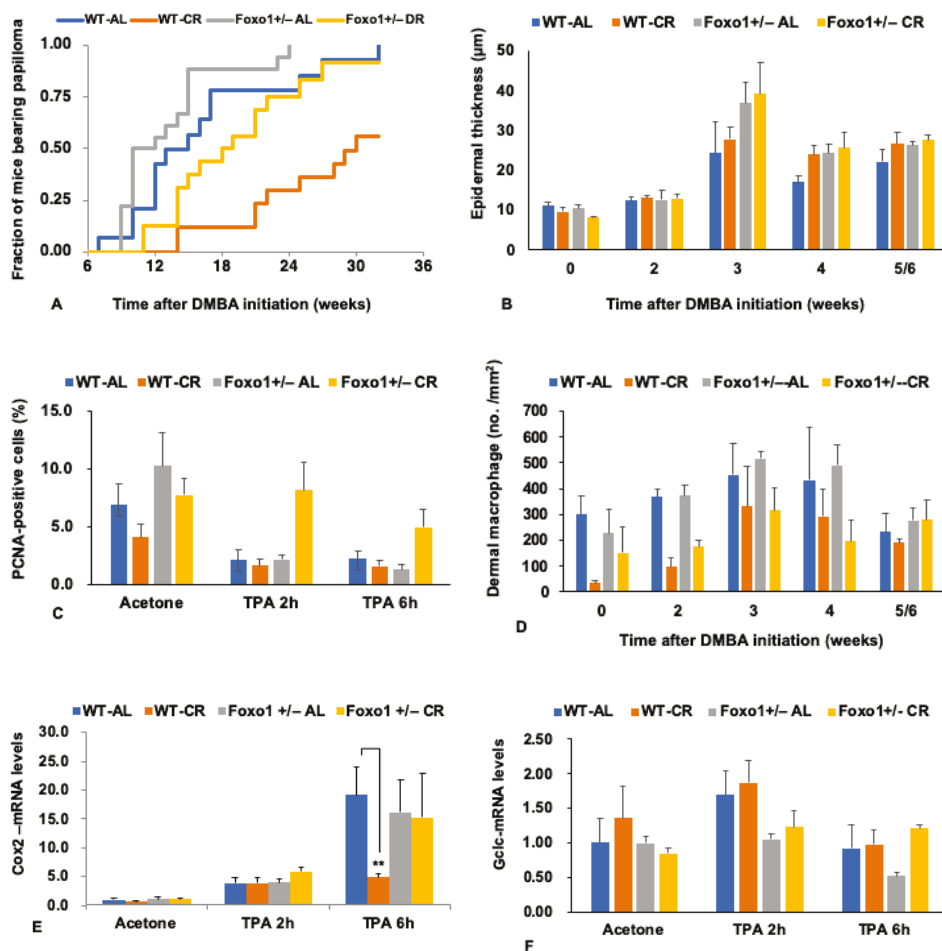 WT-AL WT-CR Foxo1+/– AL Foxo1+/– DR
1.00
0.75
0.50
0.25
0.00
Fraction of mice bearing papilloma
6 12 18 24 30 36
A Time after DMBA initiation (weeks)
WT-AL WT-CR Foxo1+/– AL Foxo1+/– CR
50
40
30
20
10
0
Epidermal thickness (µm)
0 2 3 4 5/6
B Time after DMBA initiation (weeks)
WT-AL WT-CR Foxo1+/– AL Foxo1+/– CR
15.0
10.0
5.0
0.0
PCNA-positive cells (%)
Acetone TPA 2h TPA 6h
C
WT-AL WT-CR Foxo1+/--AL Foxo1+/--CR
700
600
500
400
300
200
100
0
Dermal macrophage (no. /mm²)
0 2 3 4 5/6
D
Time after DMBA initiation (weeks)
WT-AL WT-CR Foxo1 +/– AL Foxo1 +/– CR
30.0
25.0
20.0
15.0
10.0
5.0
0.0
Cox2 –mRNA levels
**
Acetone TPA 2h TPA 6h
E
WT-AL WT-CR Foxo1+/– AL Foxo1+/- CR
2.50
2.00
1.50
1.00
0.50
0.00
Gclc-mRNA levels
Acetone TPA 2h TPA 6h
F